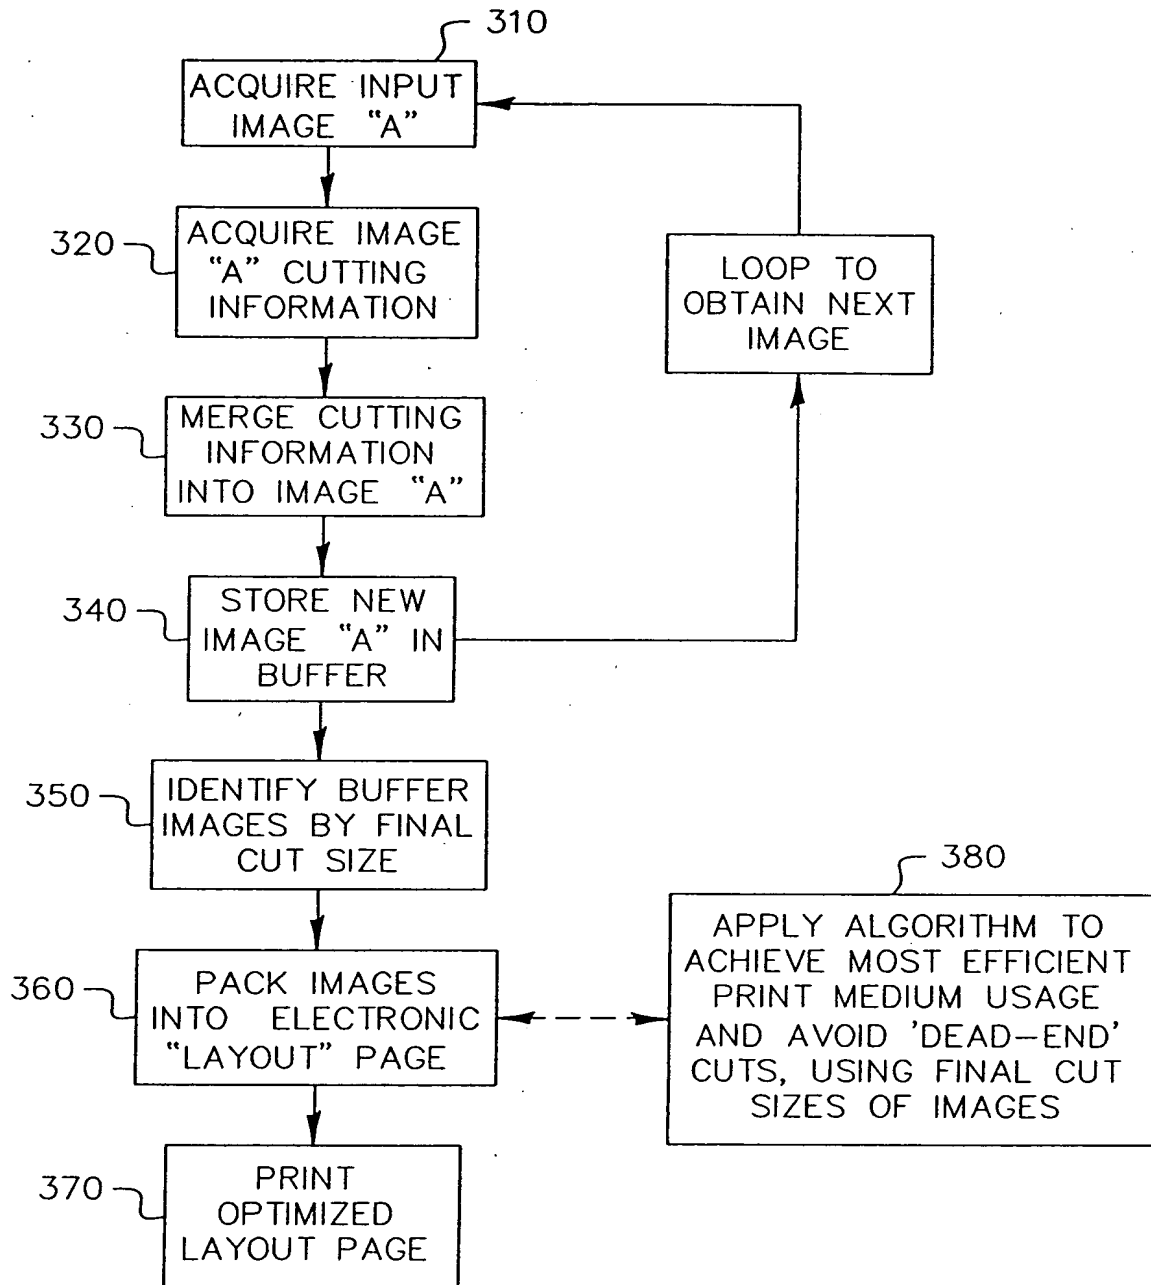 310
ACQUIRE INPUT
IMAGE “A”
320
ACQUIRE IMAGE
“A” CUTTING
INFORMATION
LOOP TO
OBTAIN NEXT
IMAGE
330
MERGE CUTTING
INFORMATION
INTO IMAGE “A”
340
STORE NEW
IMAGE “A” IN
BUFFER
350
IDENTIFY BUFFER
IMAGES BY FINAL
CUT SIZE
360
PACK IMAGES
INTO ELECTRONIC
“LAYOUT” PAGE
380
APPLY ALGORITHM TO
ACHIEVE MOST EFFICIENT
PRINT MEDIUM USAGE
AND AVOID 'DEAD–END'
CUTS, USING FINAL CUT
SIZES OF IMAGES
370
PRINT
OPTIMIZED
LAYOUT PAGE